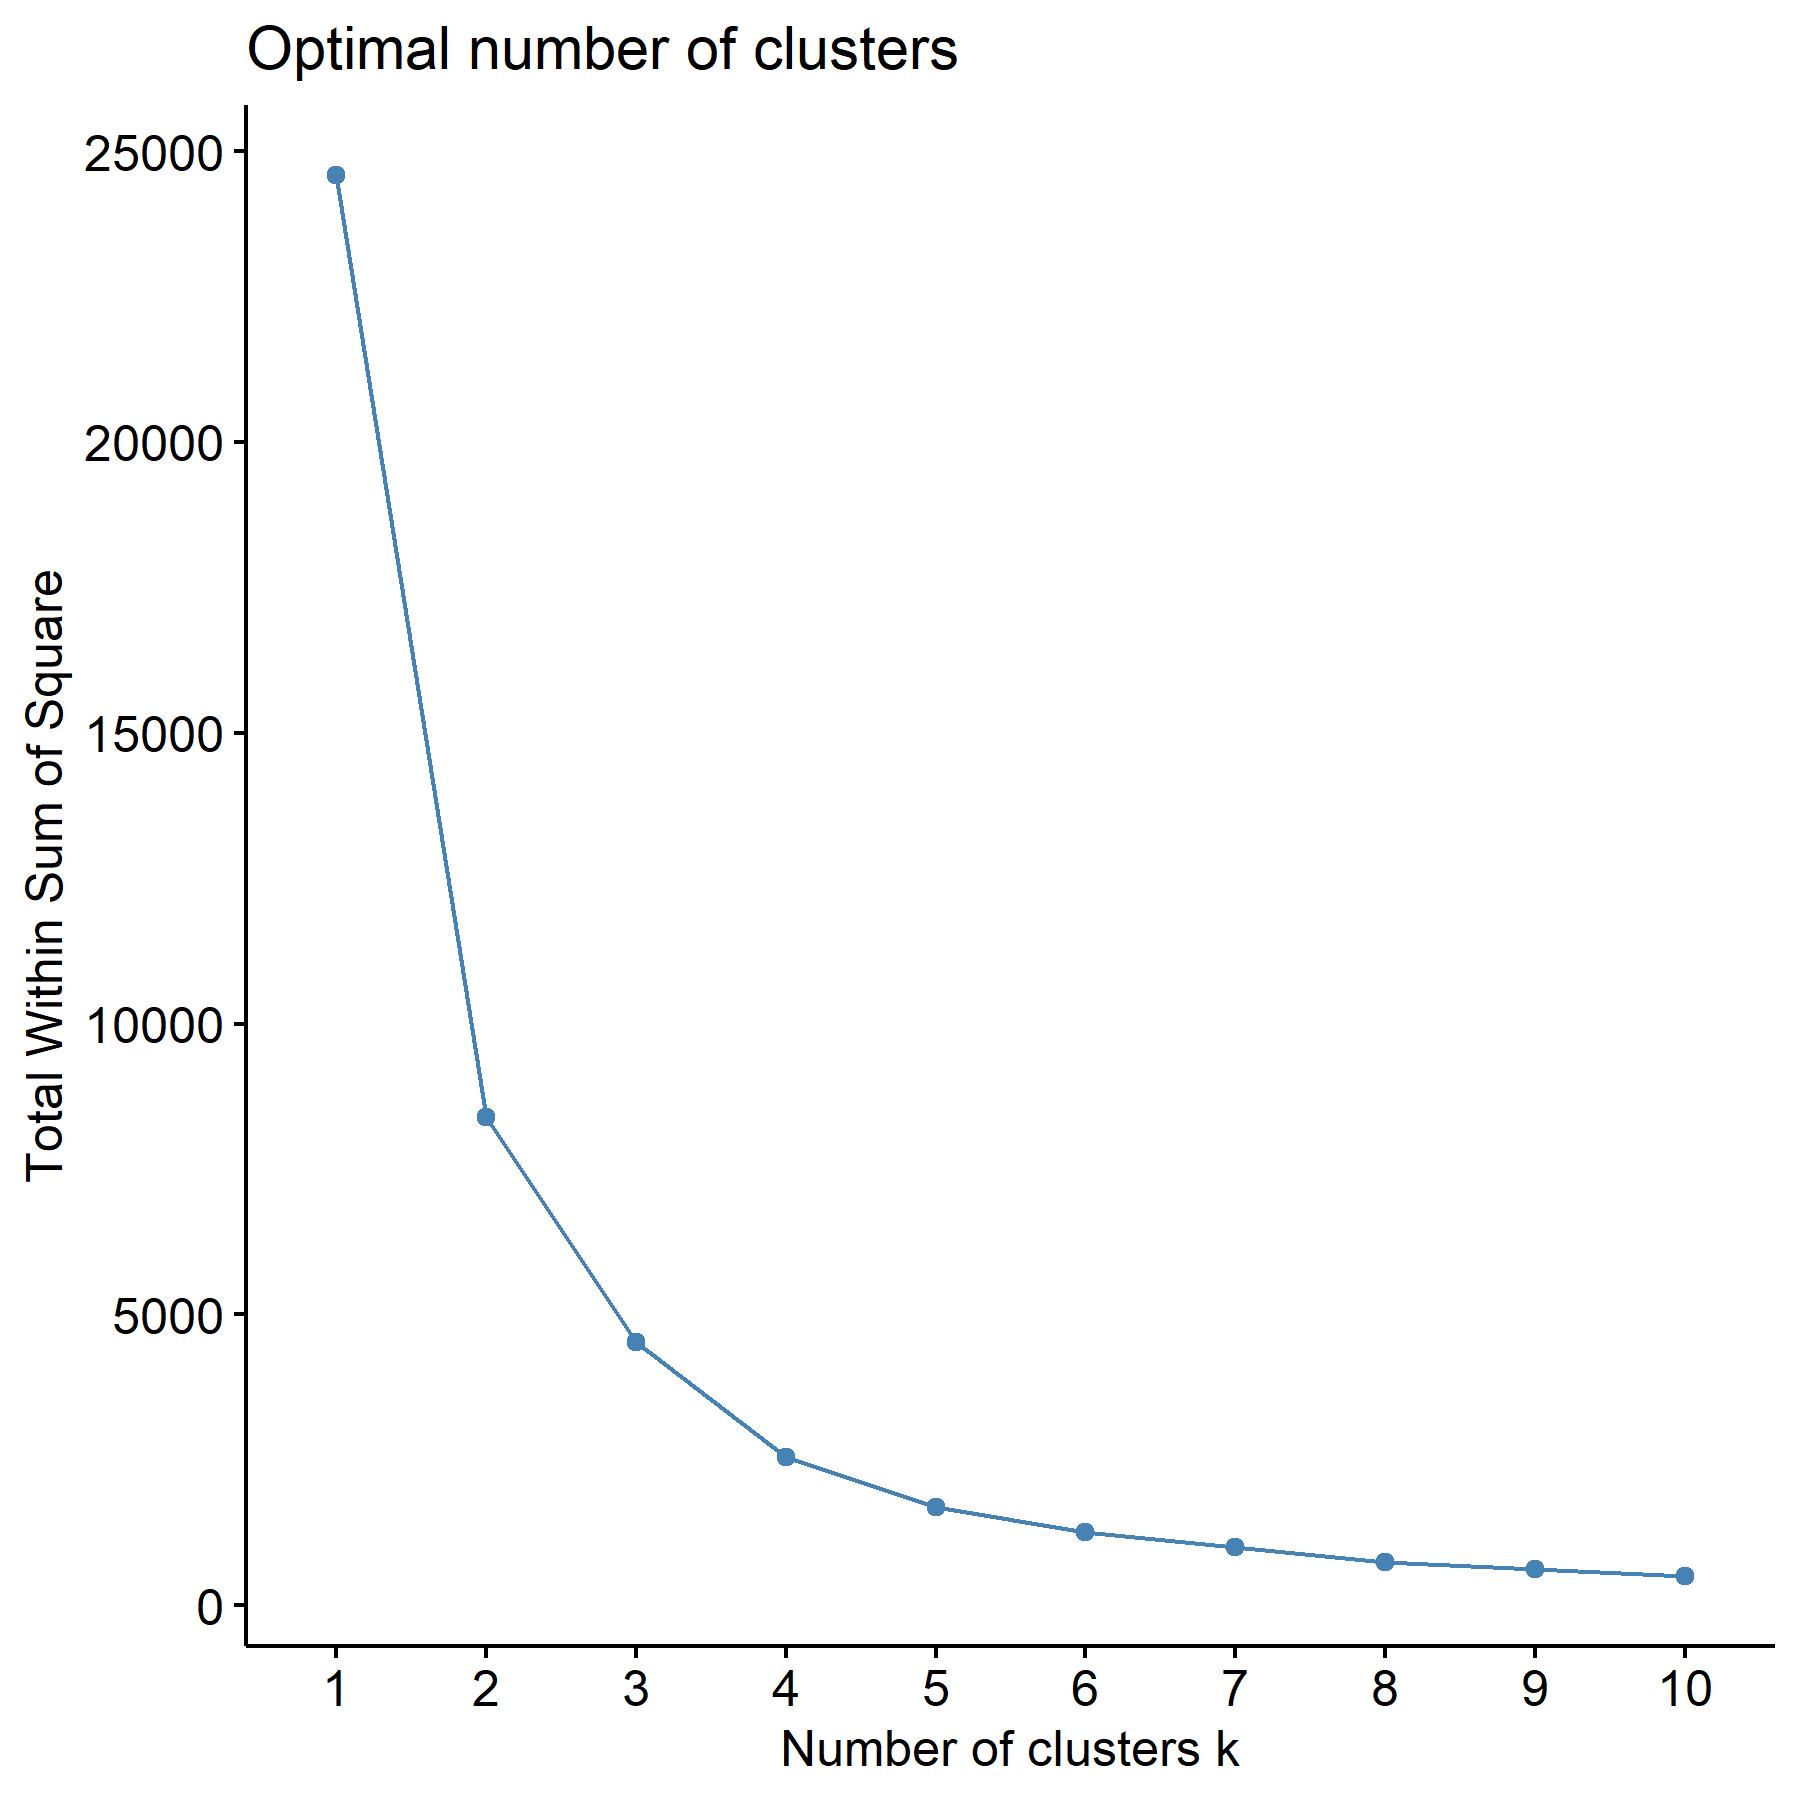 Optimal number of clusters
25000
20000
15000
10000
5000
0
Total Within Sum of Square
1 2 3 4 5 6 7 8 9 10
Number of clusters k